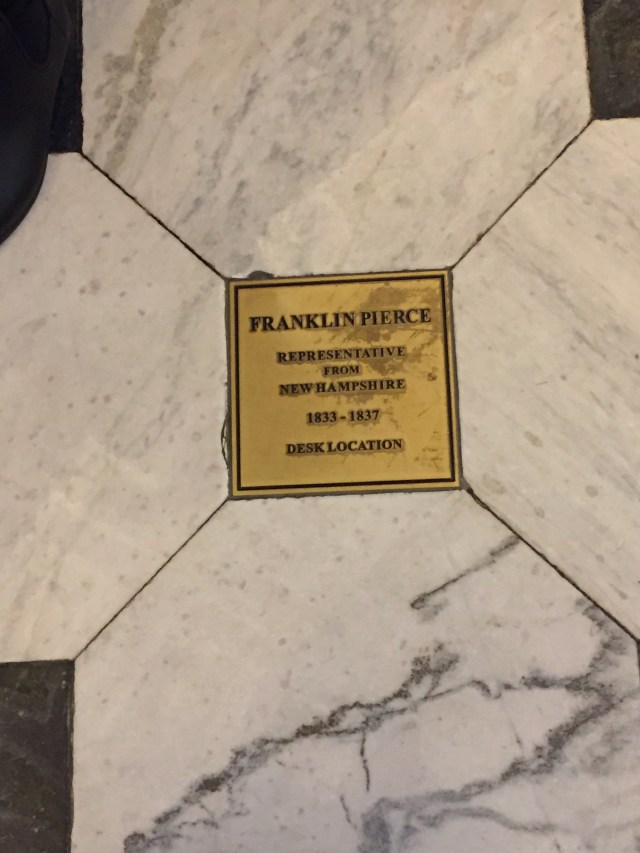 FRANKLIN PIERCE
REPRESENTATIVE
FROM
NEW HAMPSHIRE
1833 - 1837
DESK LOCATION